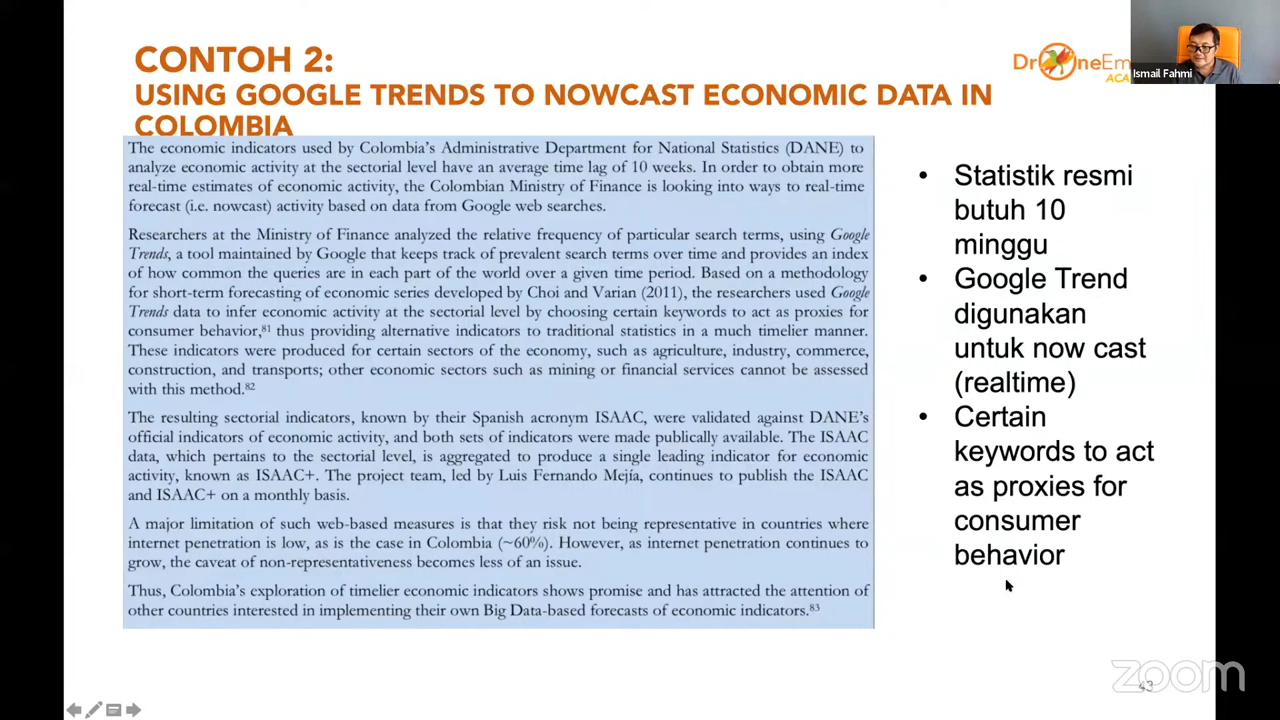 CONTOH 2:
USING GOOGLE TRENDS TO NOWCAST ECONOMIC DATA IN
COLOMBIA
Ismail Fahmi
The economic indicators used by Colombia's Administrative Department for National Statistics (DANE) to
analyze economic activity at the sectorial level have an average time lag of 10 weeks. In order to obtain more
real-time estimates of economic activity, the Colombian Ministry of Finance is looking into ways to real-time
forecast (i.e. nowcast) activity based on data from Google web searches.
Researchers at the Ministry of Finance analyzed the relative frequency of particular search terms, using Google
Trends, a tool maintained by Google that keeps track of prevalent search terms over time and provides an index
of how common the queries are in each part of the world over a given time period. Based on a methodology
for short-term forecasting of economic series developed by Choi and Varian (2011), the researchers used Google
Trends data to infer economic activity at the sectorial level by choosing certain keywords to act as proxies for
consumer behavior,81 thus providing alternative indicators to traditional statistics in a much timelier manner.
These indicators were produced for certain sectors of the economy, such as agriculture, industry, commerce,
construction, and transports; other economic sectors such as mining or financial services cannot be assessed
with this method.82
The resulting sectorial indicators, known by their Spanish acronym ISAAC, were validated against DANE's
official indicators of economic activity, and both sets of indicators were made publically available. The ISAAC
data, which pertains to the sectorial level, is aggregated to produce a single leading indicator for economic
activity, known as ISAAC+. The project team, led by Luis Fernando Mejía, continues to publish the ISAAC
and ISAAC+ on a monthly basis.
A major limitation of such web-based measures is that they risk not being representative in countries where
internet penetration is low, as is the case in Colombia (~60%). However, as internet penetration continues to
grow, the caveat of non-representativeness becomes less of an issue.
Thus, Colombia's exploration of timelier economic indicators shows promise and has attracted the attention of
other countries interested in implementing their own Big Data-based forecasts of economic indicators.83
• Statistik resmi
butuh 10
minggu
• Google Trend
digunakan
untuk now cast
(realtime)
• Certain
keywords to act
as proxies for
consumer
behavior
zoom
43